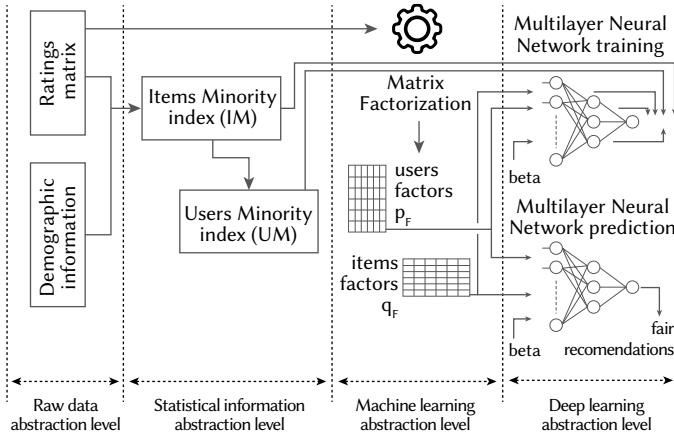 Ratings
matrix
Demographic
information
Items Minority
index (IM)
Users Minority
index (UM)
Matrix
Factorization
users
factors
pF
items
factors
qF
Multilayer Neural
Network training
beta
Multilayer Neural
Network prediction
beta
fair
recomendations
Raw data
abstraction level
Statistical information
abstraction level
Machine learning
abstraction level
Deep learning
abstraction level